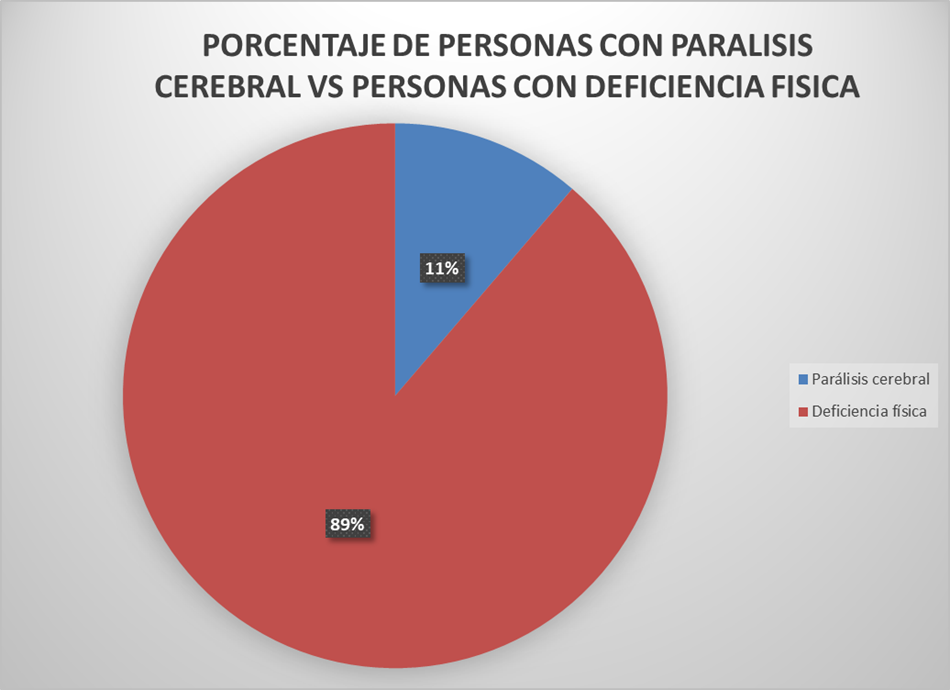 PORCENTAJE DE PERSONAS CON PARALISIS
CEREBRAL VS PERSONAS CON DEFICIENCIA FISICA
11%
89%
Parálisis cerebral
Deficiencia física